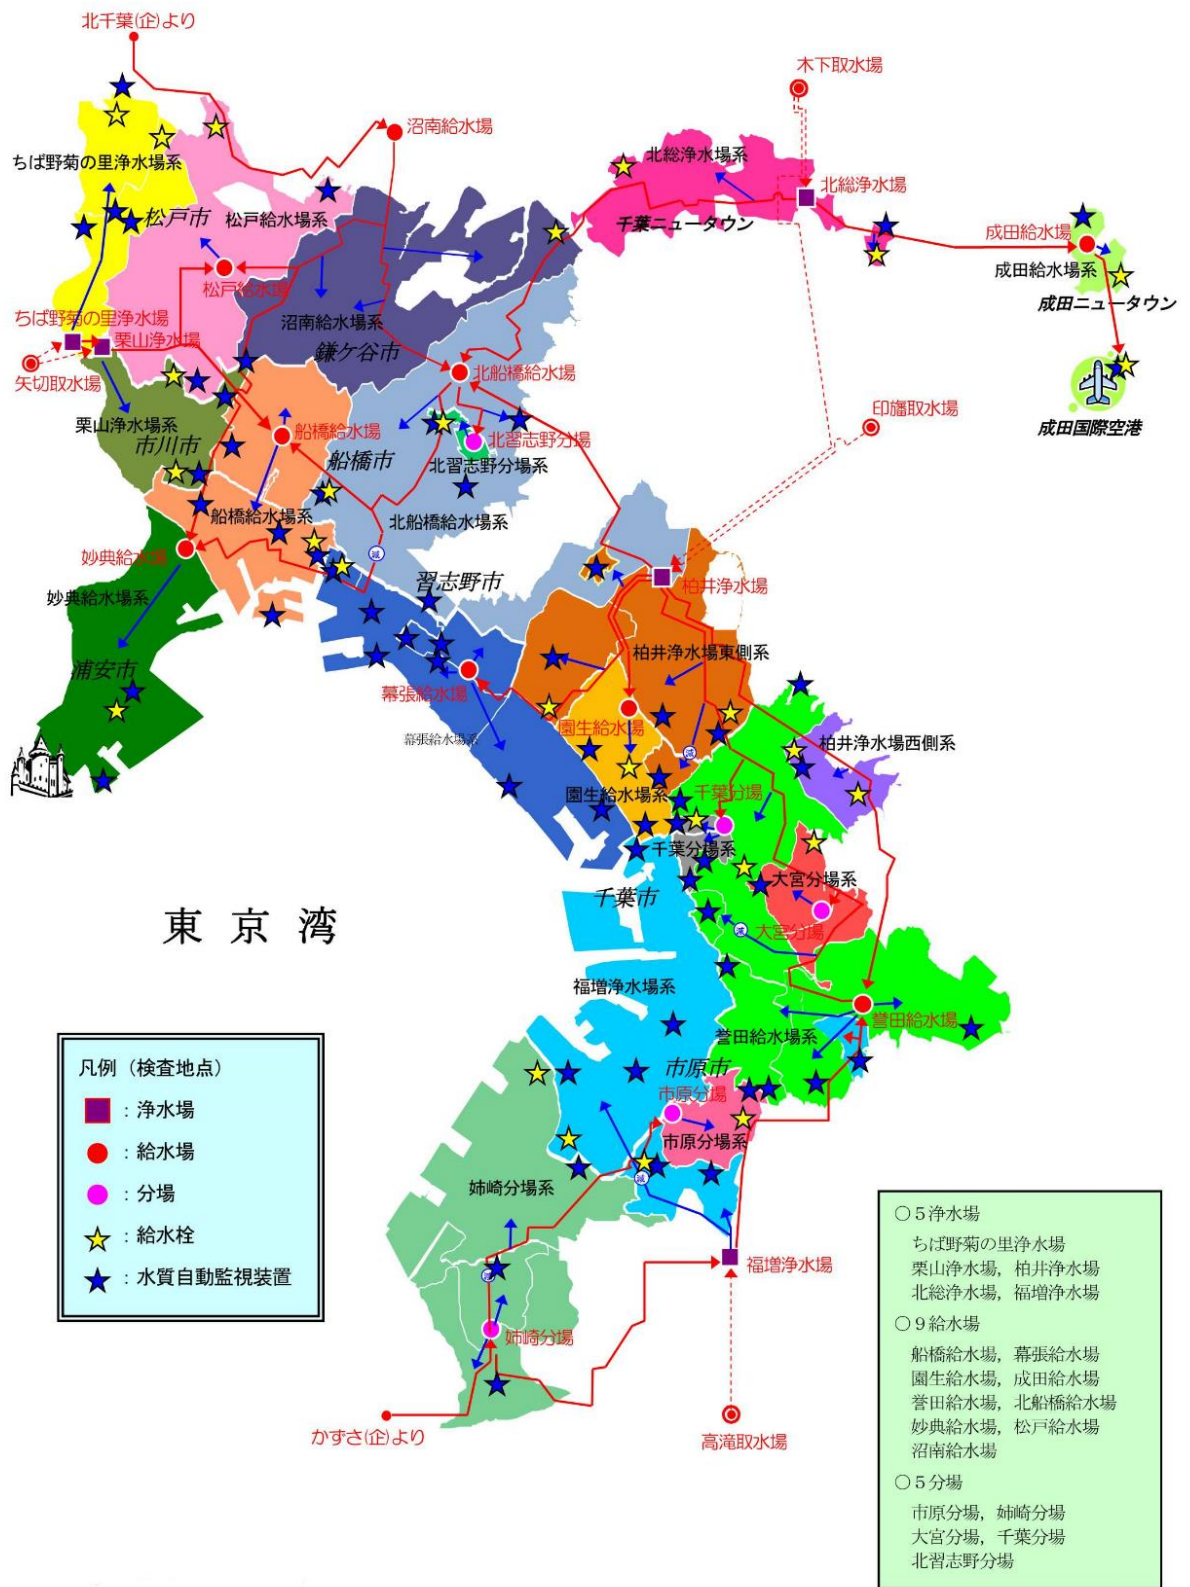 北千葉(企)より
木下取水場
沼南給水場
ちば野菊の里浄水場系
北総浄水場系
松戸市
松戸給水場系
北総浄水場
千葉ニュータウン
成田給水場
成田給水場系
松戸給水場
成田ニュータウン
ちば野菊の里浄水場
沼南給水場系
栗山浄水場
鎌ケ谷市
矢切取水場
北船橋給水場
印旛取水場
栗山浄水場系
成田国際空港
船橋給水場
市川市
北習志野分場
船橋市
北習志野分場系
船橋給水場系
北船橋給水場系
妙典給水場
減
習志野市
柏井浄水場
妙典給水場系
柏井浄水場東側系
浦安市
幕張給水場
園生給水場
幕張給水場系
柏井浄水場西側系
減
園生給水場系
千葉分場
千葉分場系
大宮分場系
千葉市
東京湾
減
大宮分場
福増浄水場系
誉田給水場
誉田給水場系
市原市
市原分場
市原分場系
減
姉崎分場系
福増浄水場
減
姉崎分場
かずさ(企)より
高滝取水場
凡例（検査地点）
：浄水場
：給水場
：分場
：給水栓
：水質自動監視装置
○５浄水場
ちば野菊の里浄水場
栗山浄水場，柏井浄水場
北総浄水場，福増浄水場
○９給水場
船橋給水場，幕張給水場
園生給水場，成田給水場
誉田給水場，北船橋給水場
妙典給水場，松戸給水場
沼南給水場
○５分場
市原分場，姉崎分場
大宮分場，千葉分場
北習志野分場